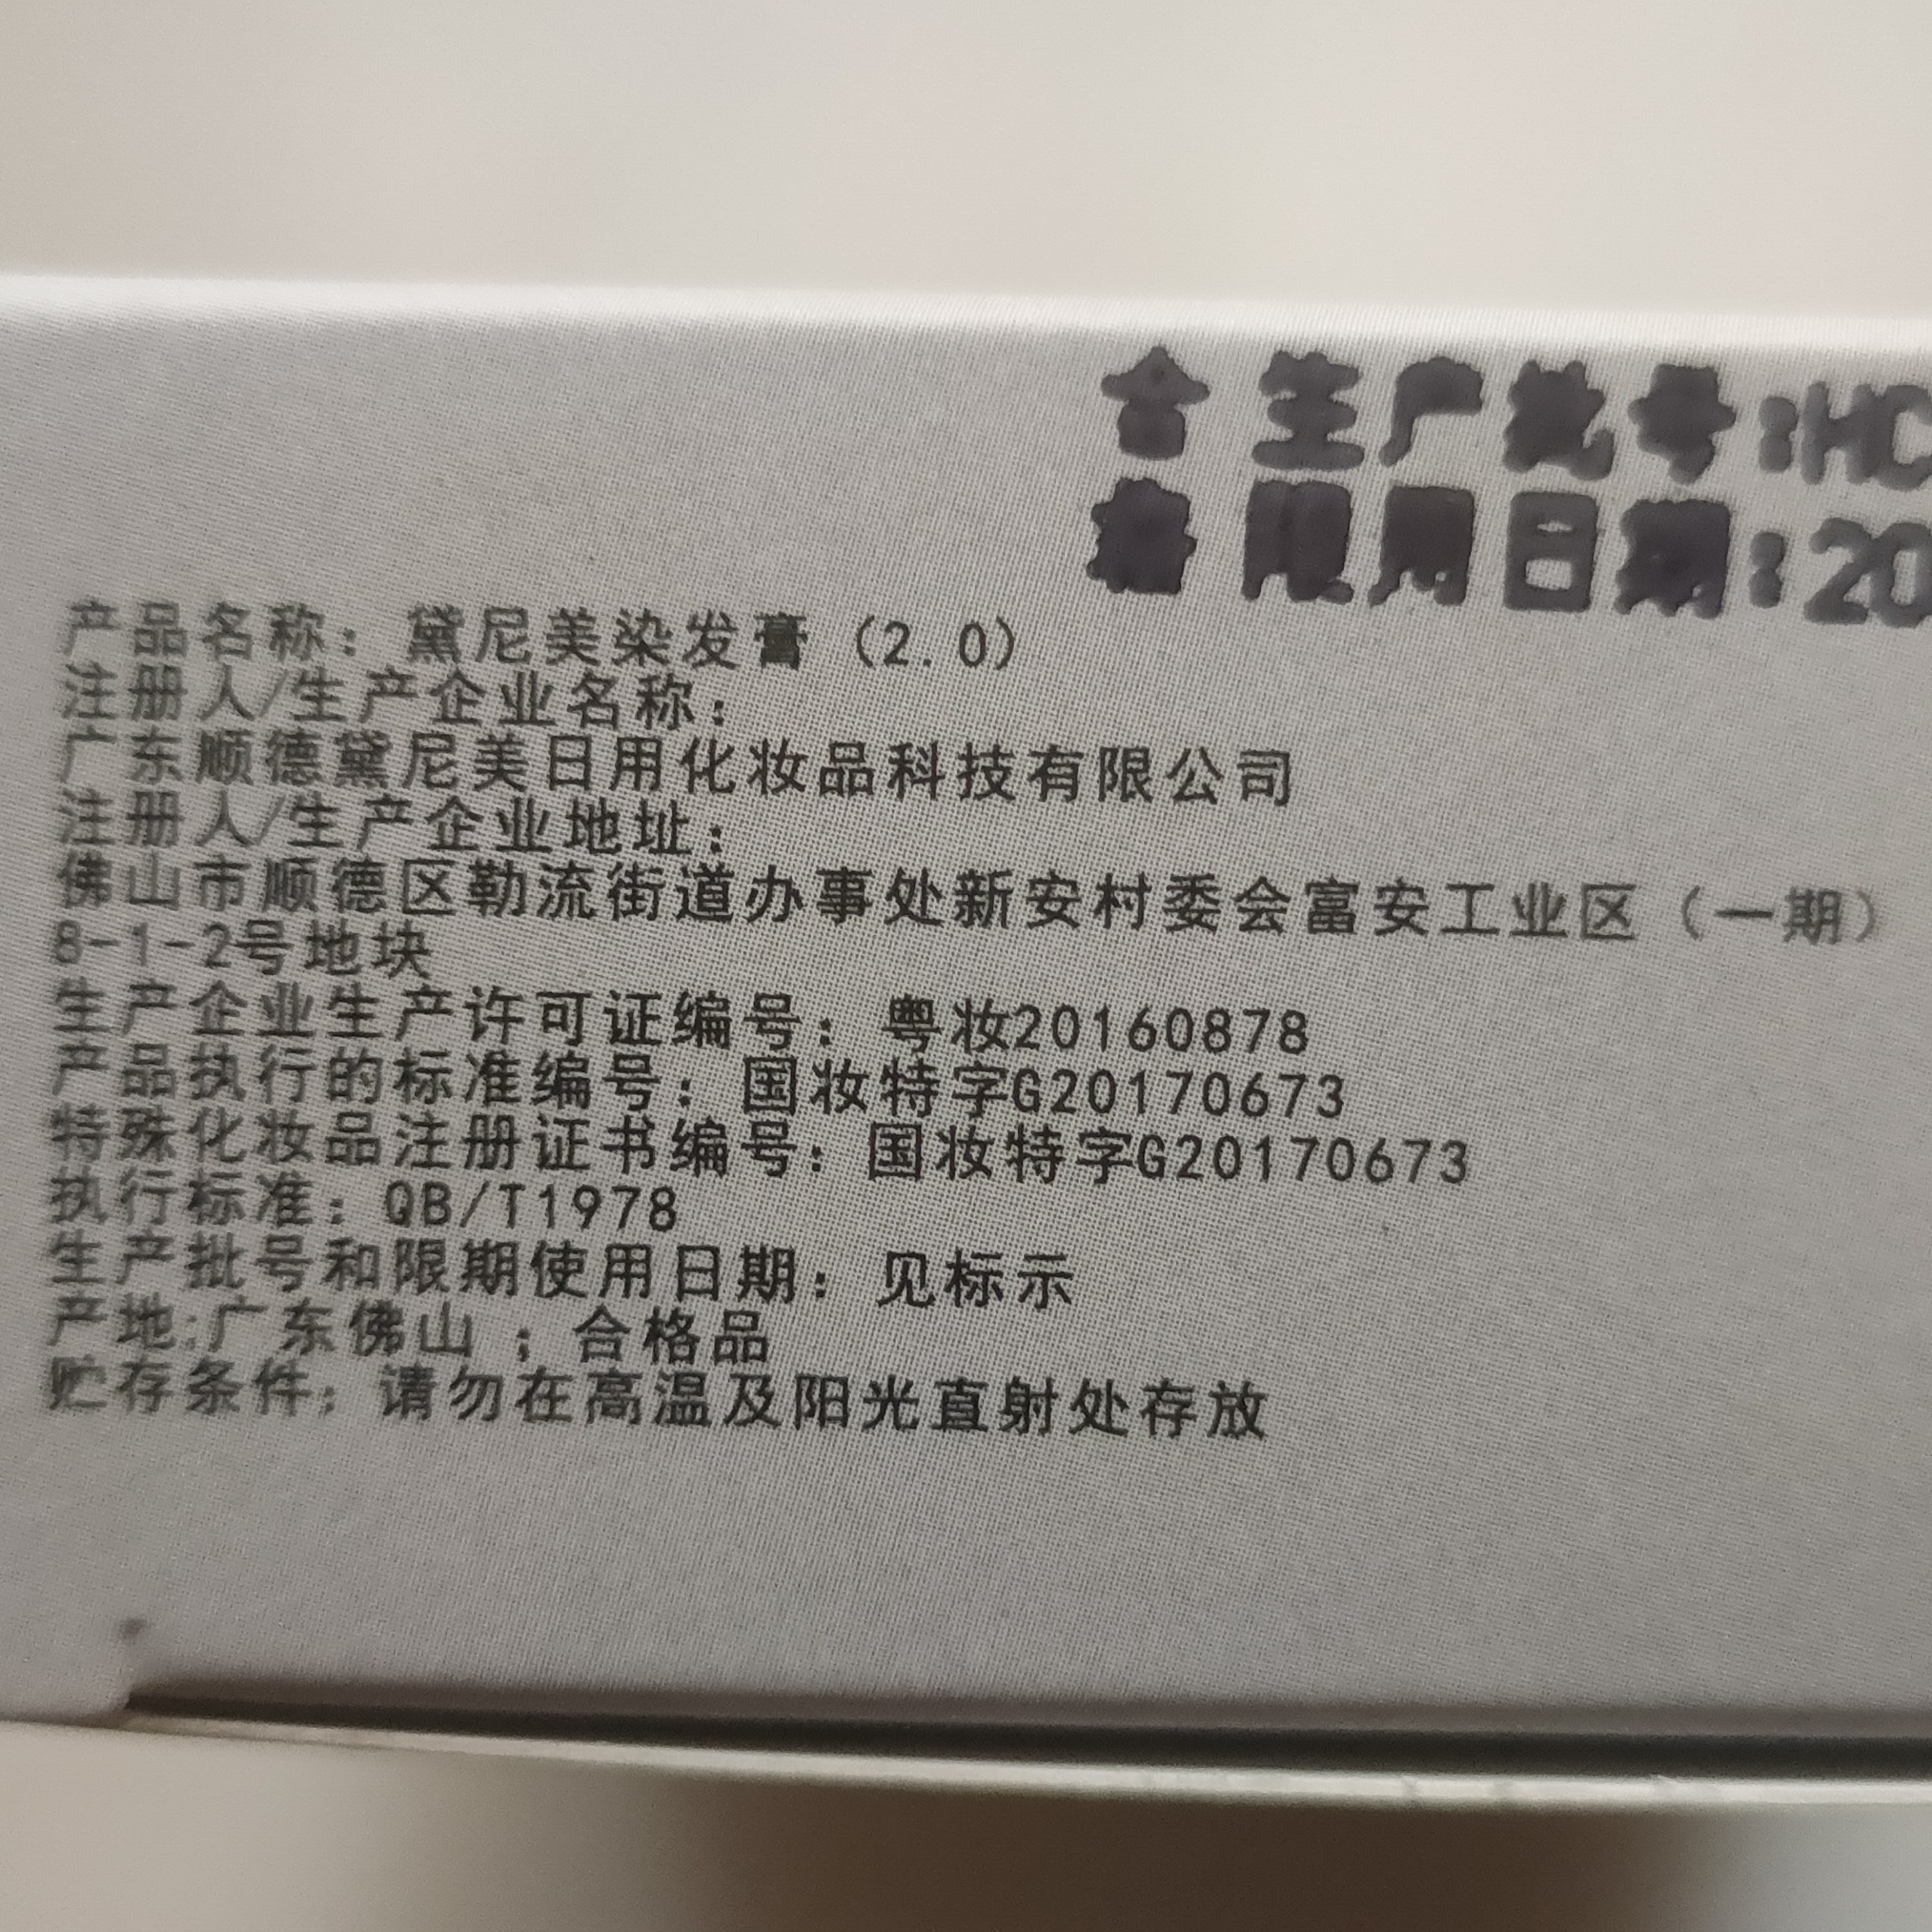 合 生产批号:HC
格 限用日期:20
产品名称：黛尼美染发膏（2.0）
注册人/生产企业名称：
广东顺德黛尼美日用化妆品科技有限公司
注册人/生产企业地址：
佛山市顺德区勒流街道办事处新安村委会富安工业区（一期）
8-1-2号地块
生产企业生产许可证编号：粤妆20160878
产品执行的标准编号：国妆特字G20170673
特殊化妆品注册证书编号：国妆特字G20170673
执行标准：QB/T1978
生产批号和限期使用日期：见标示
产地:广东佛山 ；合格品
贮存条件：请勿在高温及阳光直射处存放